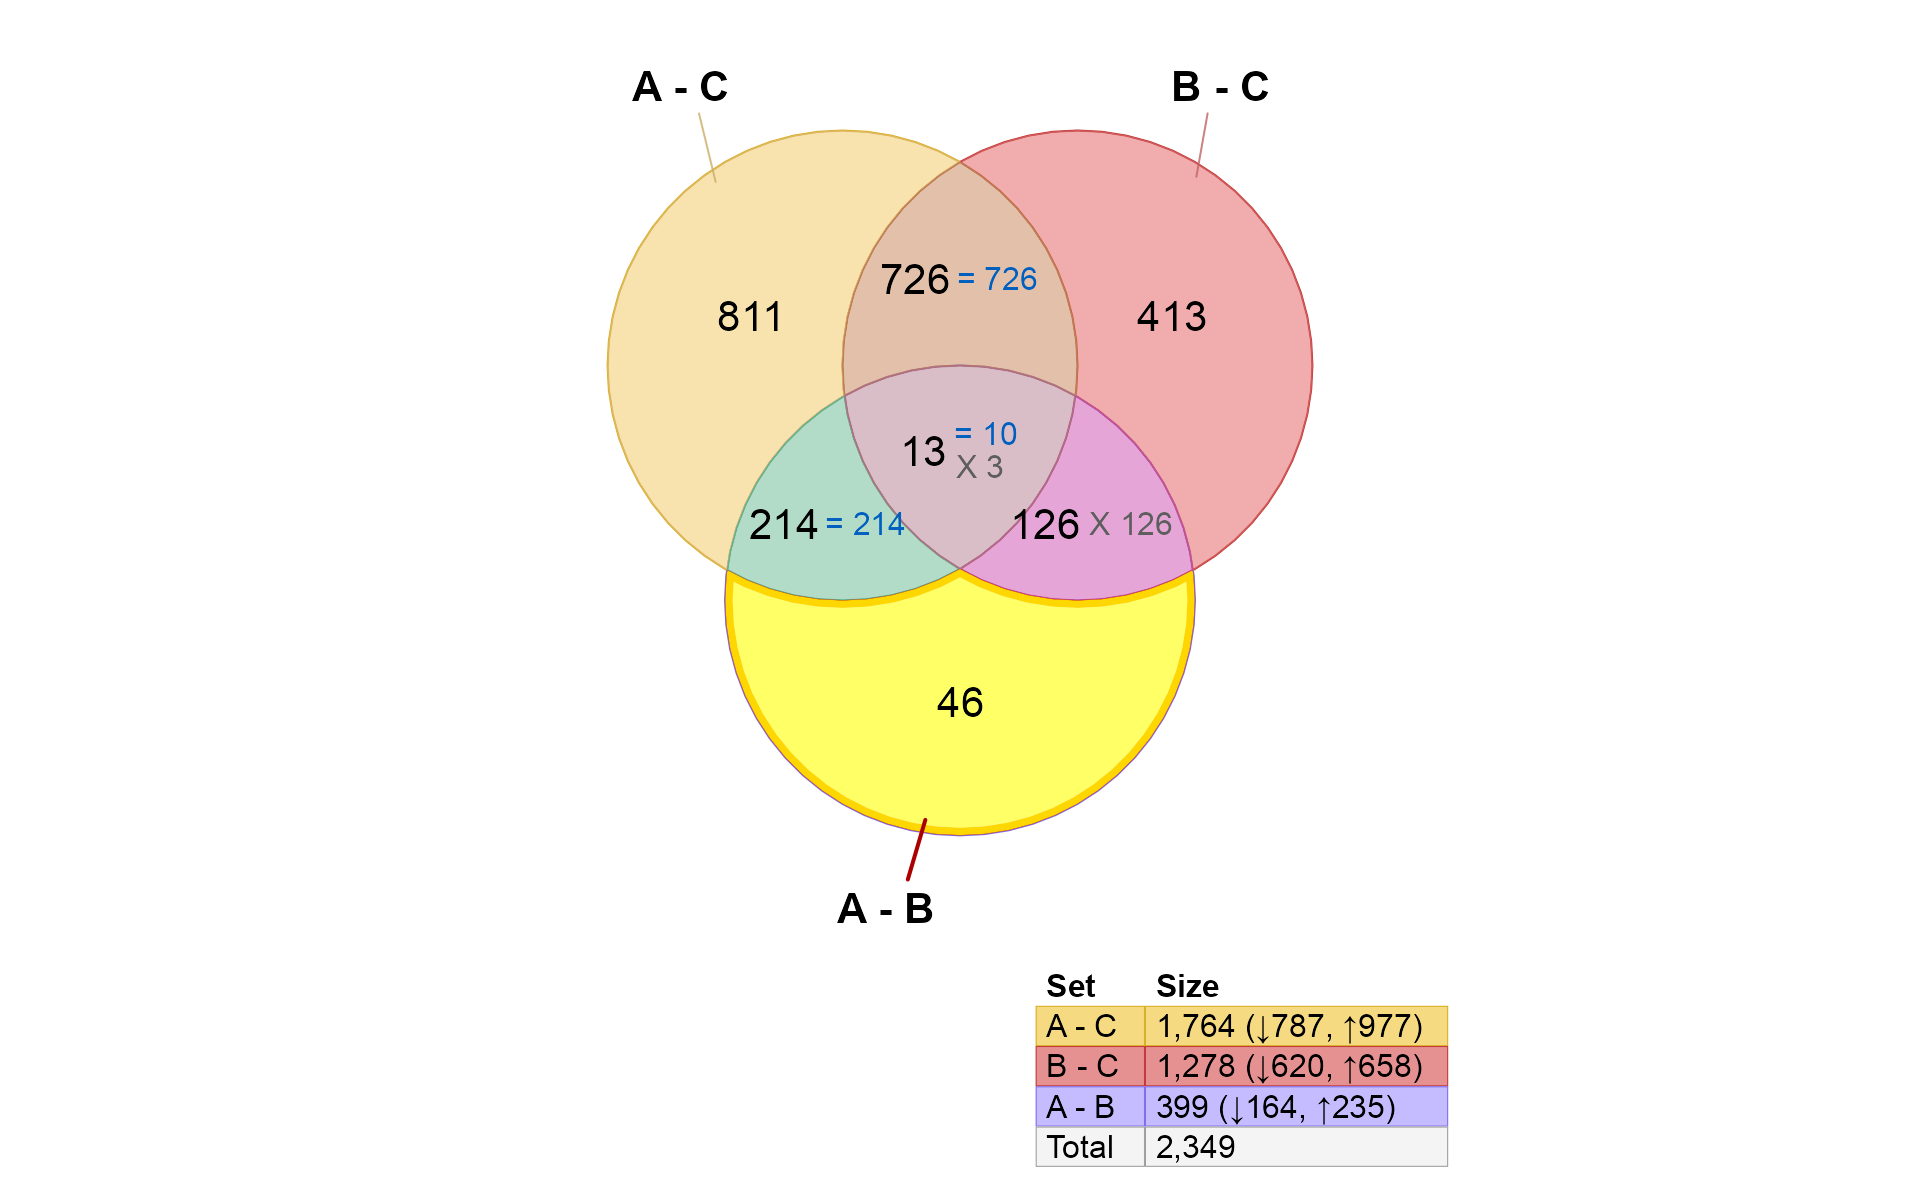 A - C
B - C
726 = 726
811
413
13 = 10
X 3
214 = 214
126 X 126
46
A - B
Set Size
A - C 1,764 (↓787, ↑977)
B - C 1,278 (↓620, ↑658)
A - B 399 (↓164, ↑235)
Total 2,349